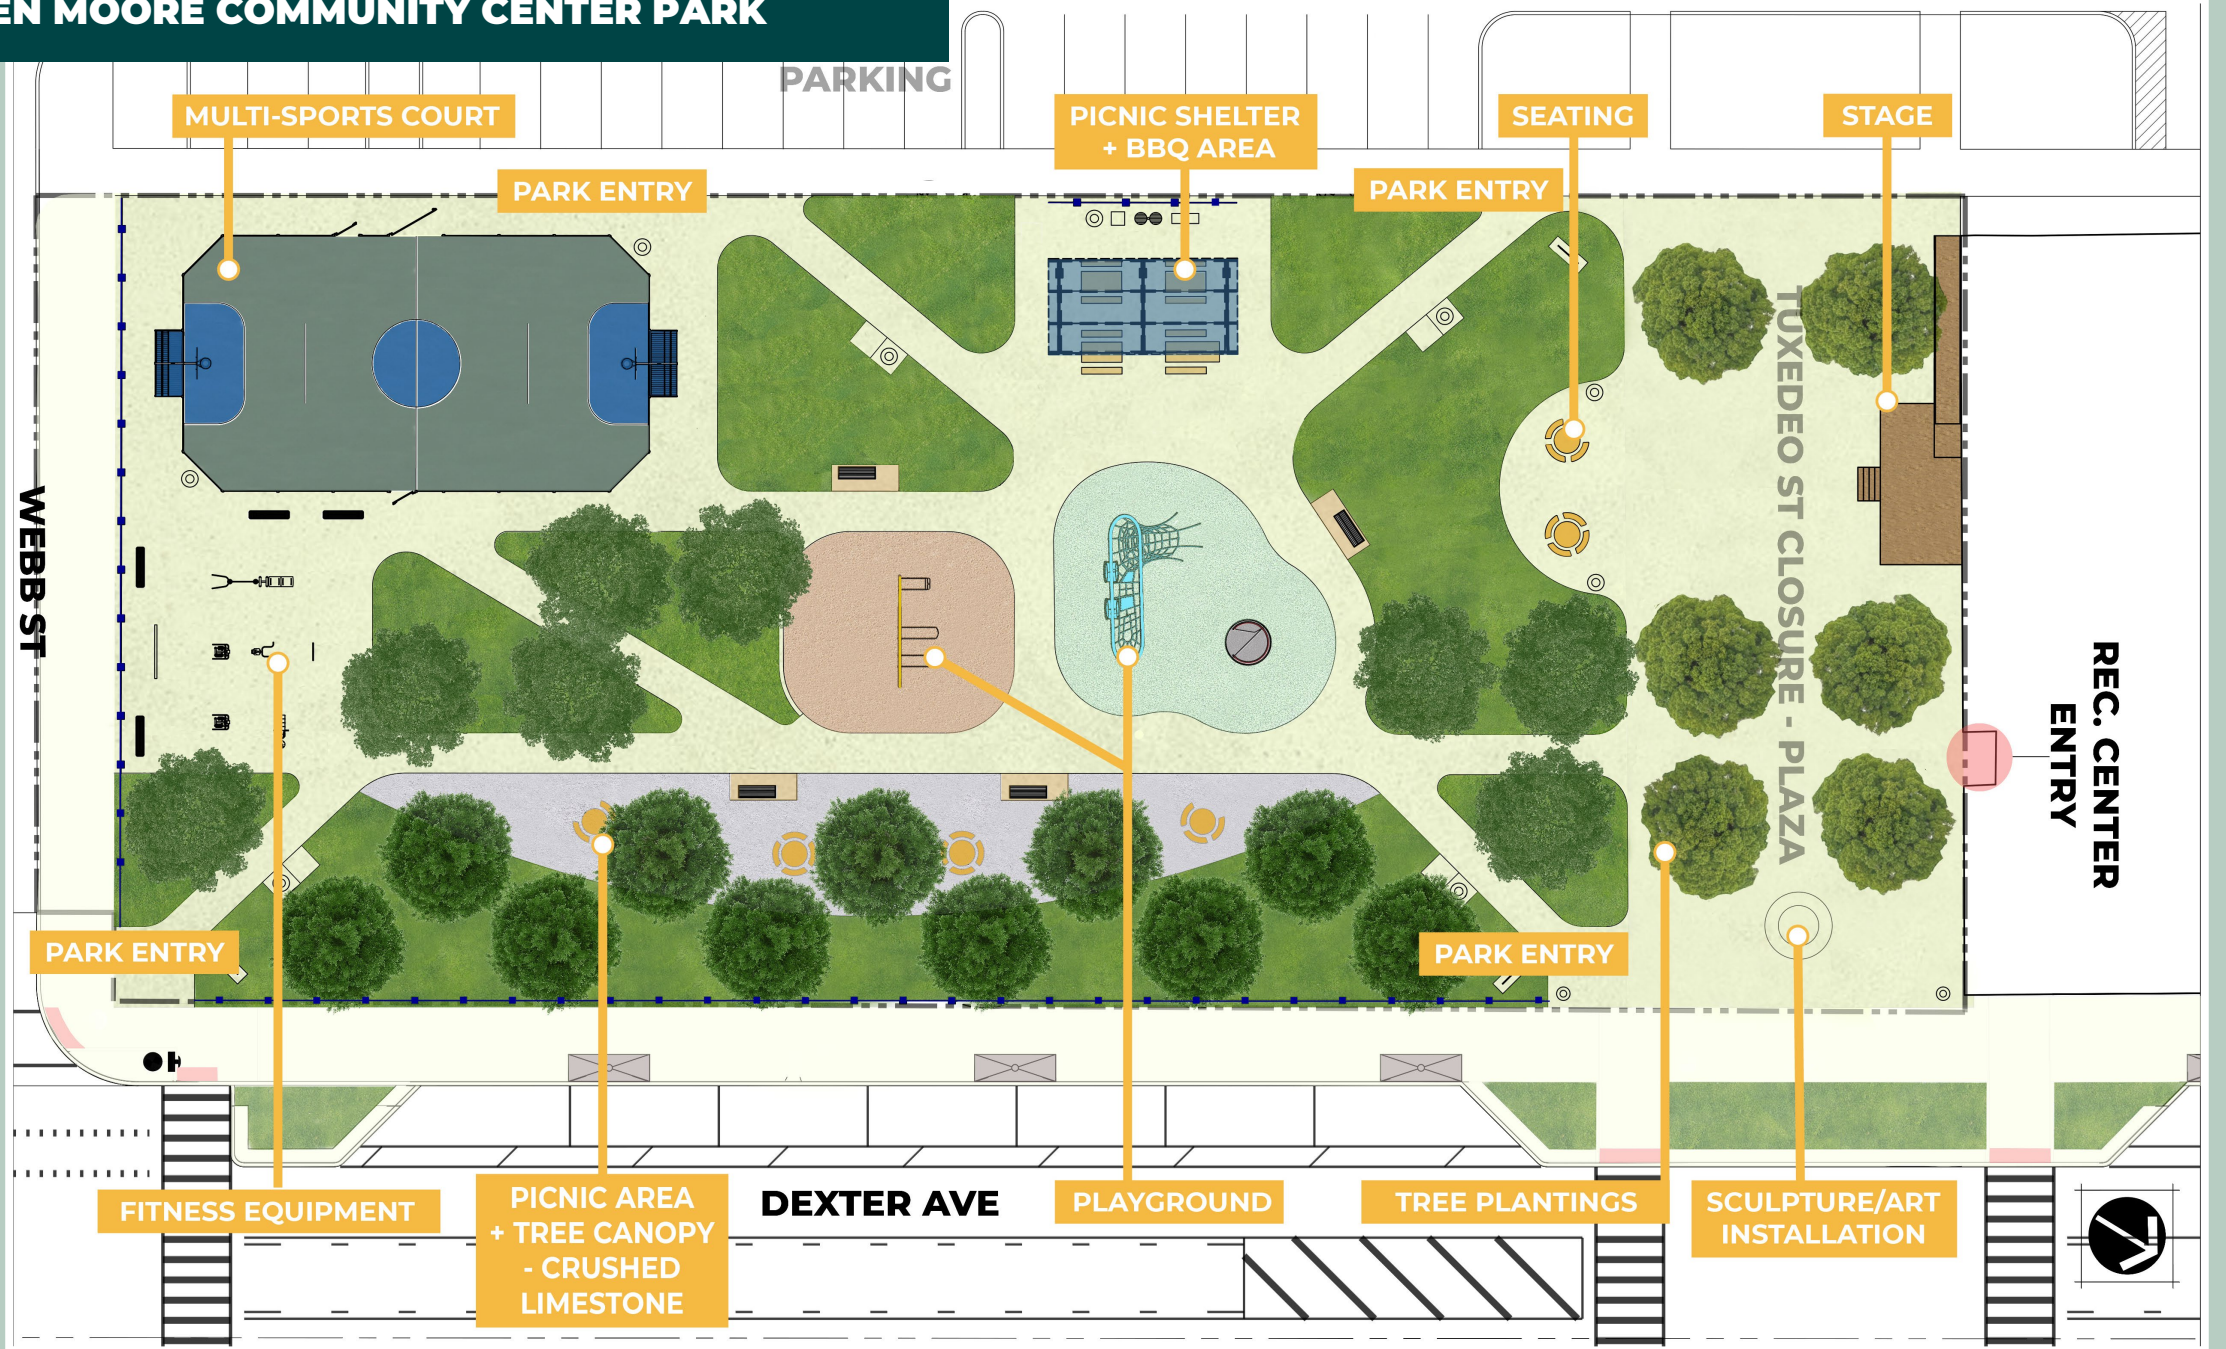 EN MOORE COMMUNITY CENTER PARK
PARKING
MULTI-SPORTS COURT
PICNIC SHELTER
+ BBQ AREA
SEATING
STAGE
PARK ENTRY
PARK ENTRY
WEBB ST
TUXEDEO ST CLOSURE - PLAZA
REC. CENTER
ENTRY
PARK ENTRY
PARK ENTRY
FITNESS EQUIPMENT
PICNIC AREA
+ TREE CANOPY
- CRUSHED
LIMESTONE
DEXTER AVE
PLAYGROUND
TREE PLANTINGS
SCULPTURE/ART
INSTALLATION